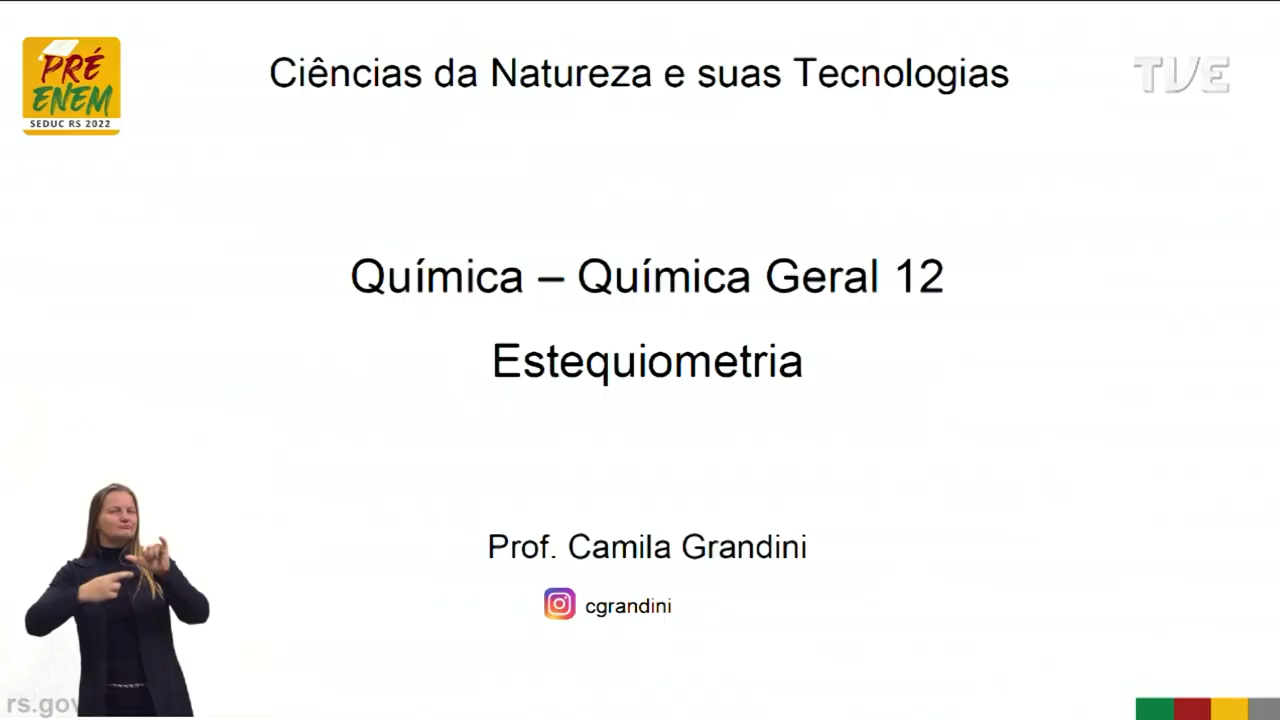 PRÉ
ENEM
SEDUC RS 2022
Ciências da Natureza e suas Tecnologias
TVE
Química – Química Geral 12
Estequiometria
Prof. Camila Grandini
cgrandini
rs.gov